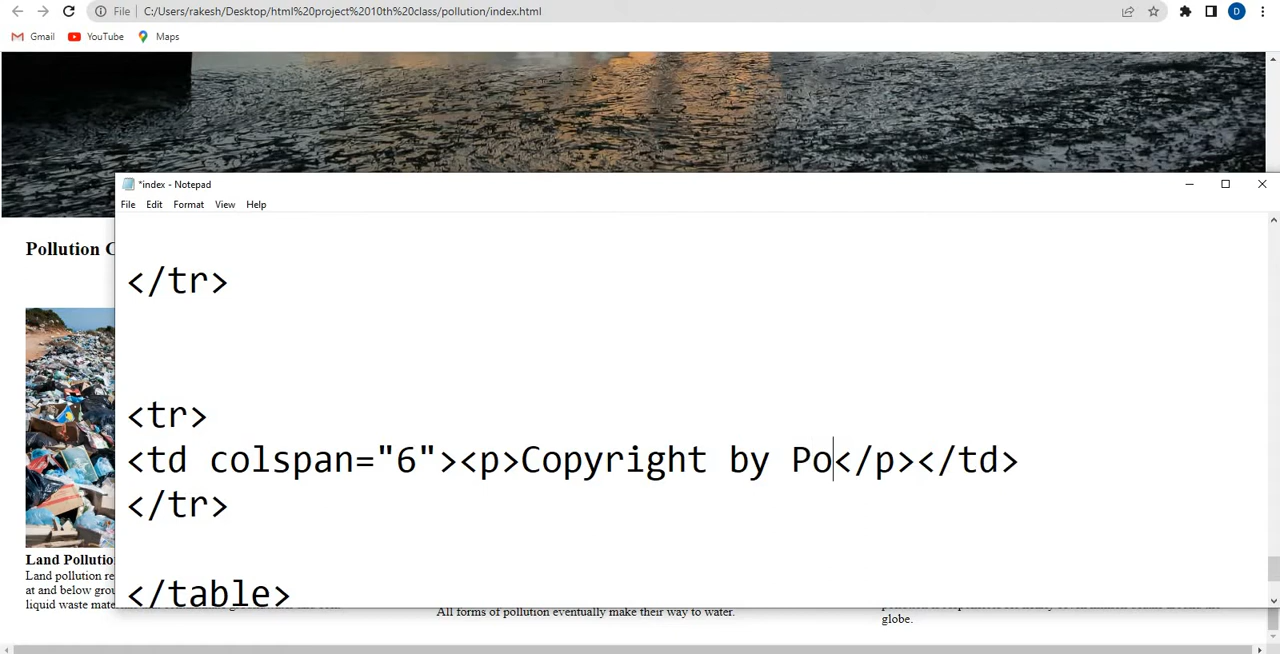 File C:/Users/rakesh/Desktop/html%20project%2010th%20class/pollution/index.html
D
Gmail YouTube Maps
*index - Notepad
File Edit Format View Help
Pollution C
</tr>
<tr>
<td colspan="6"><p>Copyright by Po</p></td>
</tr>
</table>
Land Pollutio
Land pollution re
at and below grou
liquid waste mate
All forms of pollution eventually make their way to water.
globe.